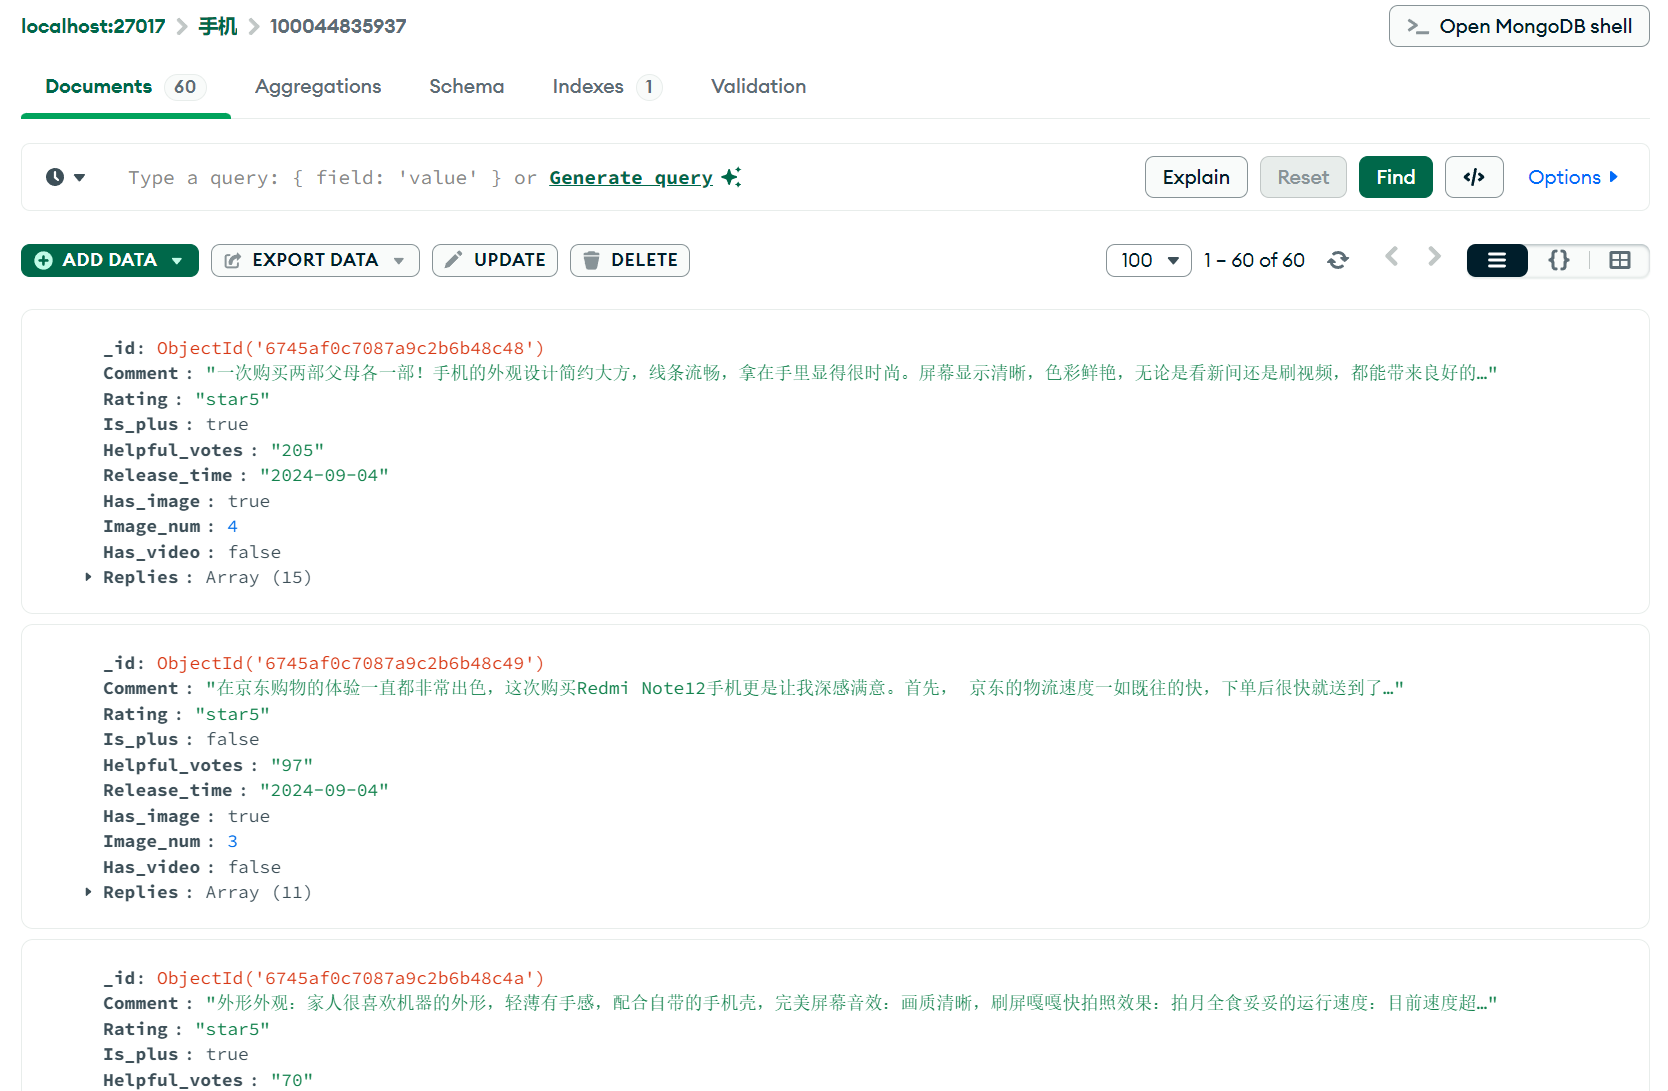 localhost:27017 > 手机 > 100044835937
>_ Open MongoDB shell
Documents 60 Aggregations Schema Indexes 1 Validation
Type a query: { field: 'value' } or Generate query
Explain Reset Find </> Options
ADD DATA EXPORT DATA UPDATE DELETE
100 1 – 60 of 60 {}
_id: ObjectId('6745af0c7087a9c2b6b48c48')
Comment : "一次购买两部父母各一部！手机的外观设计简约大方，线条流畅，拿在手里显得很时尚。屏幕显示清晰，色彩鲜艳，无论是看新闻还是刷视频，都能带来良好的…"
Rating : "star5"
Is_plus : true
Helpful_votes : "205"
Release_time : "2024-09-04"
Has_image : true
Image_num : 4
Has_video : false
Replies : Array (15)
_id: ObjectId('6745af0c7087a9c2b6b48c49')
Comment : "在京东购物的体验一直都非常出色，这次购买Redmi Note12手机更是让我深感满意。首先， 京东的物流速度一如既往的快，下单后很快就送到了…"
Rating : "star5"
Is_plus : false
Helpful_votes : "97"
Release_time : "2024-09-04"
Has_image : true
Image_num : 3
Has_video : false
Replies : Array (11)
_id: ObjectId('6745af0c7087a9c2b6b48c4a')
Comment : "外形外观：家人很喜欢机器的外形，轻薄有手感，配合自带的手机壳，完美屏幕音效：画质清晰，刷屏嘎嘎快拍照效果：拍月全食妥妥的运行速度：目前速度超…"
Rating : "star5"
Is_plus : true
Helpful_votes : "70"